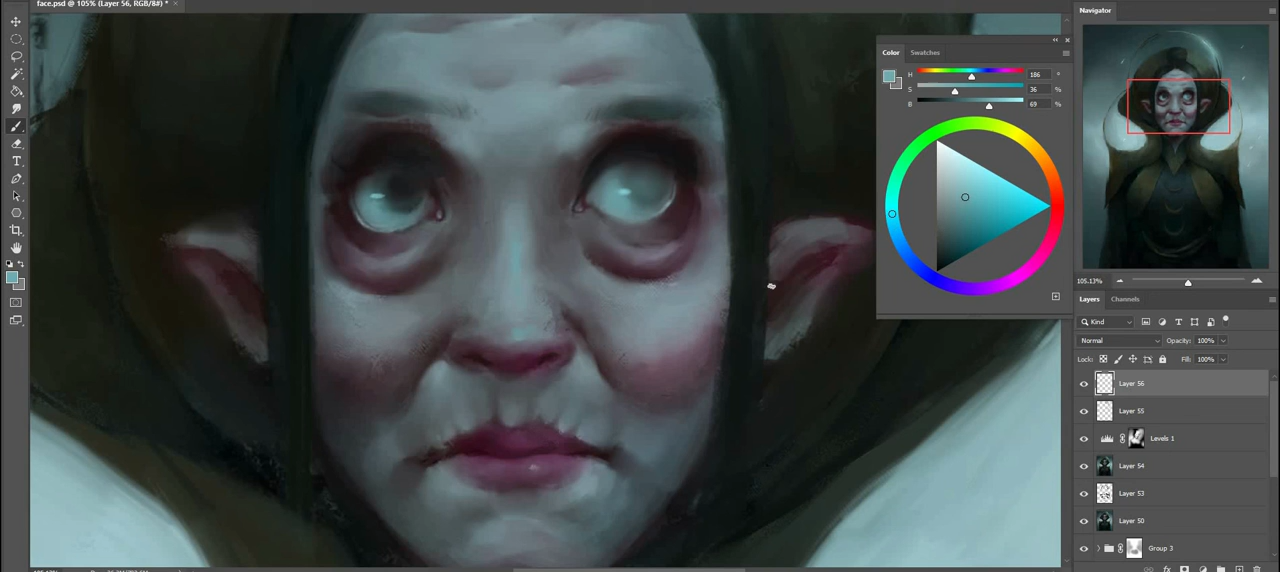 face.psd @ 105% (Layer 56, RGB/8#) *
Navigator
Color
Swatches
H
186
°
S
36
%
B
69
%
105.13%
Layers
Channels
Kind
Normal
Opacity: 100%
Lock:
Fill: 100%
Layer 56
Layer 55
Levels 1
Layer 54
Layer 53
Layer 50
Group 3
fx